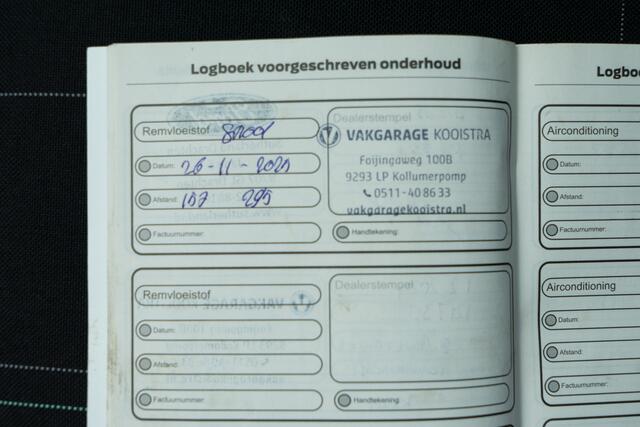 Logboek voorgeschreven onderhoud
Remvloeistof
Datum: 26-11-2021
Afstand: 107 295
Factuurnummer:
Dealerstempel
VAKGARAGE KOOISTRA
Foijingaweg 100B
9293 LP Kollumerpomp
0511-408633
vakgaragekooistra.nl
Handtekening:
Remvloeistof
Datum:
Afstand:
Factuurnummer:
Dealerstempel
Handtekening:
Airconditioning
Datum:
Afstand:
Factuurnummer:
Airconditioning
Datum:
Afstand:
Factuurnummer: